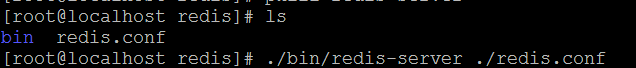 [root@localhost redis]# ls
bin  redis.conf
[root@localhost redis]# ./bin/redis-server ./redis.conf